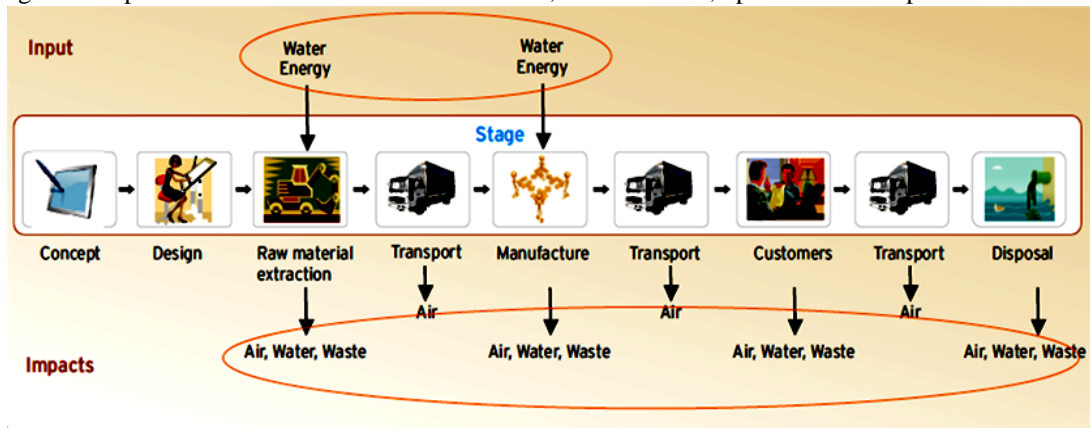 Input
Water
Energy
Water
Energy
Stage
Concept
Design
Raw material
extraction
Transport
Manufacture
Transport
Customers
Transport
Disposal
Air
Air
Air
Air, Water, Waste
Air, Water, Waste
Air, Water, Waste
Air, Water, Waste
Impacts